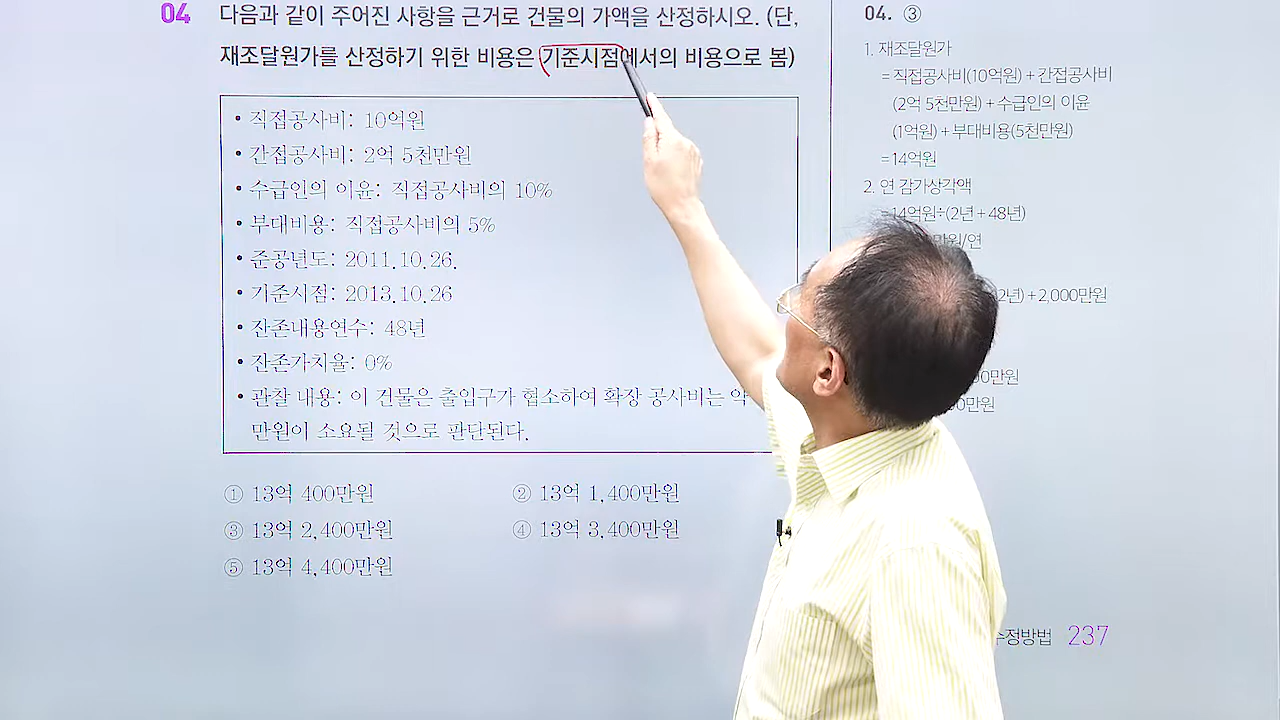 04 다음과 같이 주어진 사항을 근거로 건물의 가액을 산정하시오. (단,
재조달원가를 산정하기 위한 비용은 기준시점에서의 비용으로 봄)
• 직접공사비: 10억원
• 간접공사비: 2억 5천만원
• 수급인의 이윤: 직접공사비의 10%
• 부대비용: 직접공사비의 5%
• 준공년도: 2011.10.26.
• 기준시점: 2013.10.26
• 잔존내용연수: 48년
• 잔존가치율: 0%
• 관찰 내용: 이 건물은 출입구가 협소하여 확장 공사비는 약
만원이 소요될 것으로 판단된다.
① 13억 400만원
② 13억 1,400만원
③ 13억 2,400만원
④ 13억 3,400만원
⑤ 13억 4,400만원
04. ③
1. 재조달원가
= 직접공사비(10억원) + 간접공사비
(2억 5천만원) + 수급인의 이윤
(1억원) + 부대비용(5천만원)
= 14억원
2. 연 감가상각액
= 14억원÷(2년 + 48년)
만원/연
2년) + 2,000만원
00만원
00만원
수정방법 237